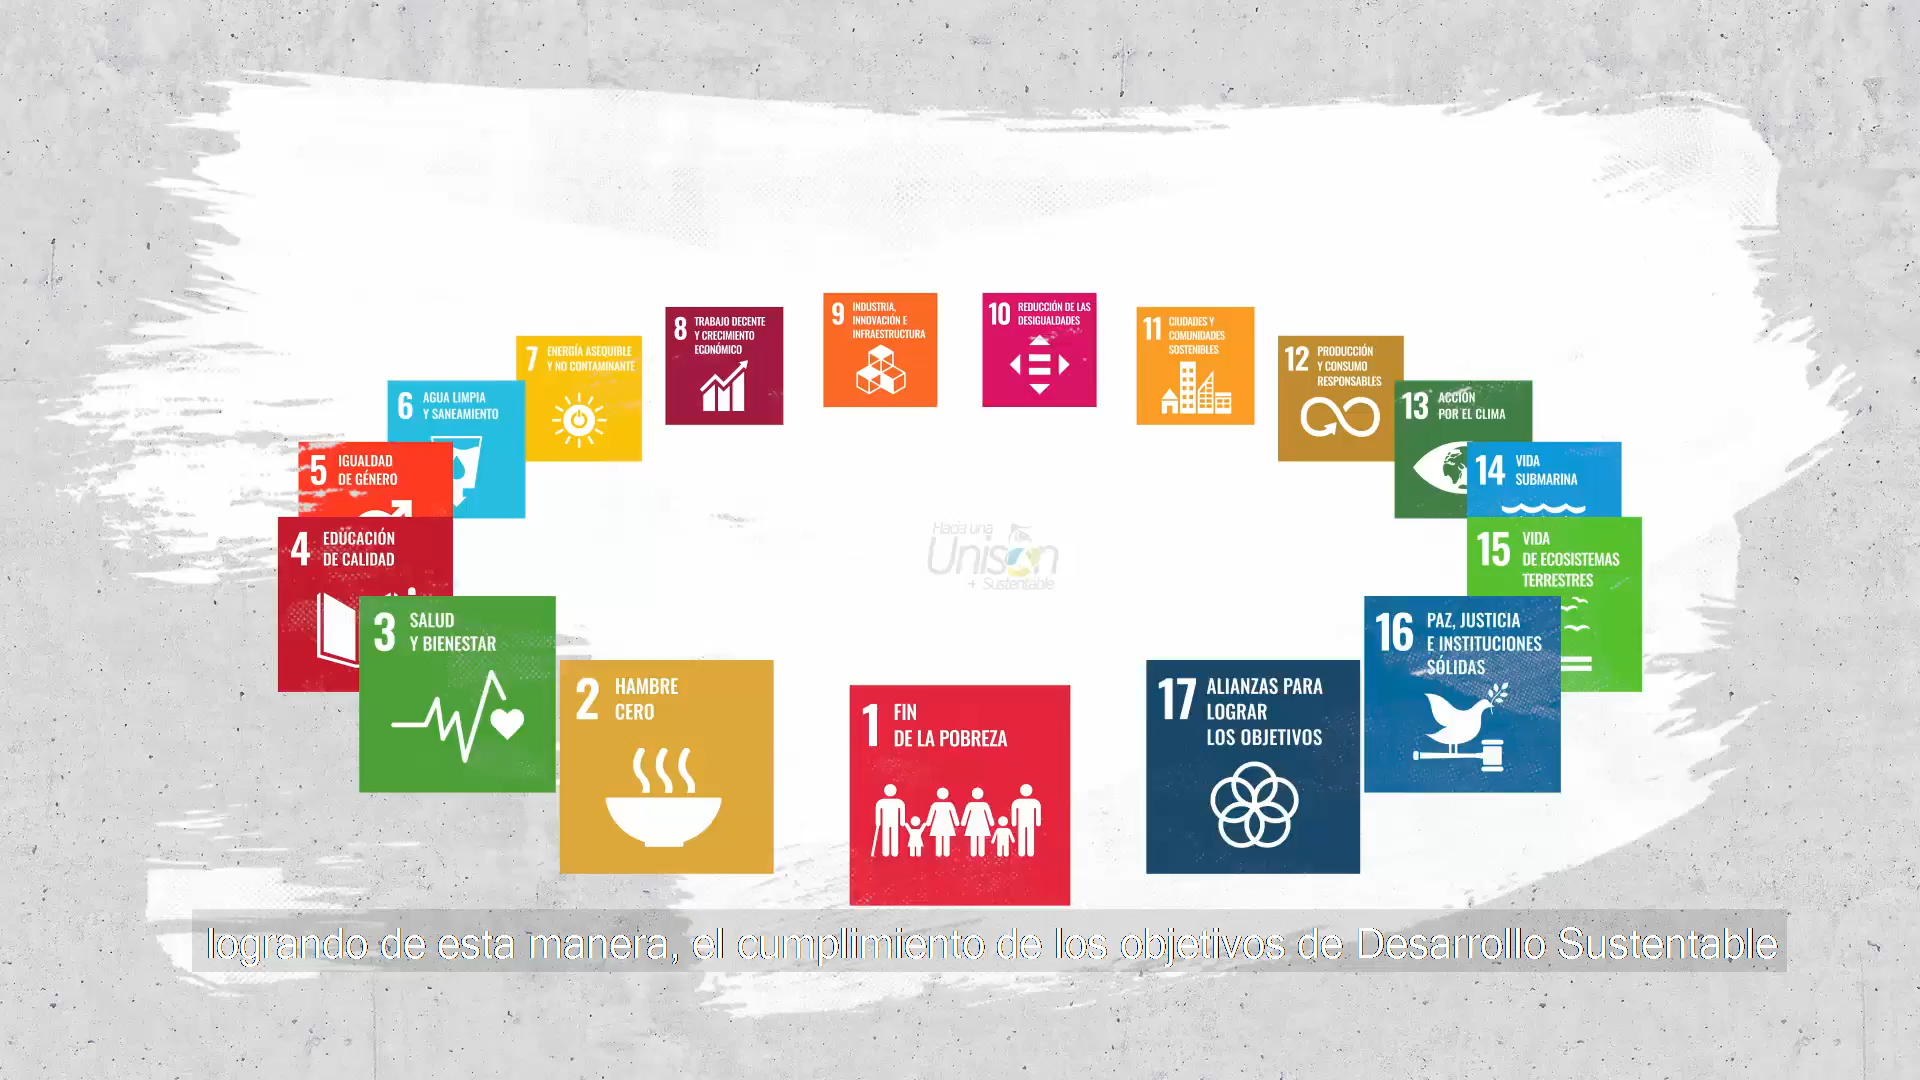 9 INDUSTRIA,
INNOVACIÓN E
INFRAESTRUCTURA
10 REDUCCIÓN DE LAS
DESIGUALDADES
8 TRABAJO DECENTE
Y CRECIMIENTO
ECONÓMICO
11 CIUDADES Y
COMUNIDADES
SOSTENIBLES
7 ENERGÍA ASEQUIBLE
Y NO CONTAMINANTE
12 PRODUCCIÓN
Y CONSUMO
RESPONSABLES
6 AGUA LIMPIA
Y SANEAMIENTO
13 ACCIÓN
POR EL CLIMA
5 IGUALDAD
DE GÉNERO
14 VIDA
SUBMARINA
4 EDUCACIÓN
DE CALIDAD
15 VIDA
DE ECOSISTEMAS
TERRESTRES
Hacia una
Unison
+ Sustentable
3 SALUD
Y BIENESTAR
16 PAZ, JUSTICIA
E INSTITUCIONES
SÓLIDAS
2 HAMBRE
CERO
1 FIN
DE LA POBREZA
17 ALIANZAS PARA
LOGRAR
LOS OBJETIVOS
logrando de esta manera, el cumplimiento de los objetivos de Desarrollo Sustentable